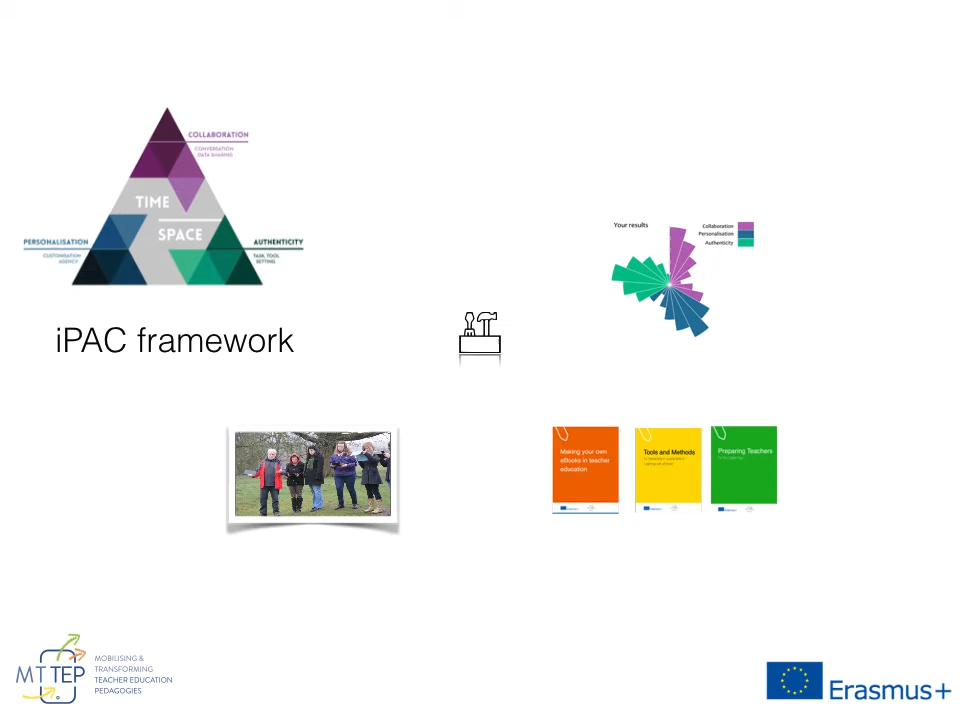 COLLABORATION
CONVERSATION
DATA SHARING
TIME
SPACE
PERSONALISATION
CUSTOMISATION
AGENCY
AUTHENTICITY
TASK, TOOL
SETTING
iPAC framework
Your results
Collaboration
Personalisation
Authenticity
Making your own
eBooks in teacher
education
Tools and Methods
Preparing Teachers
MTTEP
MOBILISING &
TRANSFORMING
TEACHER EDUCATION
PEDAGOGIES
Erasmus+